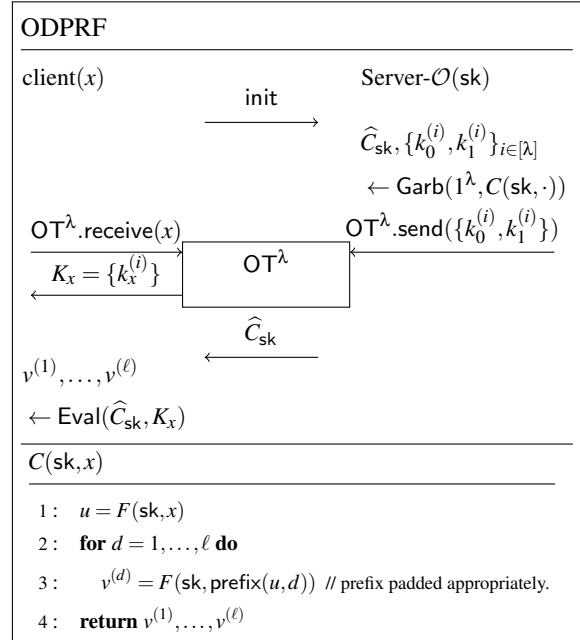 ODPRF
client(x) Server-𝒪(sk)
init
Ĉ_sk, {k_0^(i), k_1^(i)}_{i∈[λ]}
← Garb(1^λ, C(sk, ·))
OT^λ.receive(x) OT^λ.send({k_0^(i), k_1^(i)})
OT^λ
K_x = {k_x^(i)}
Ĉ_sk
v^(1), …, v^(ℓ)
← Eval(Ĉ_sk, K_x)
C(sk, x)
1 : u = F(sk, x)
2 : for d = 1, …, ℓ do
3 : v^(d) = F(sk, prefix(u, d)) // prefix padded appropriately.
4 : return v^(1), …, v^(ℓ)